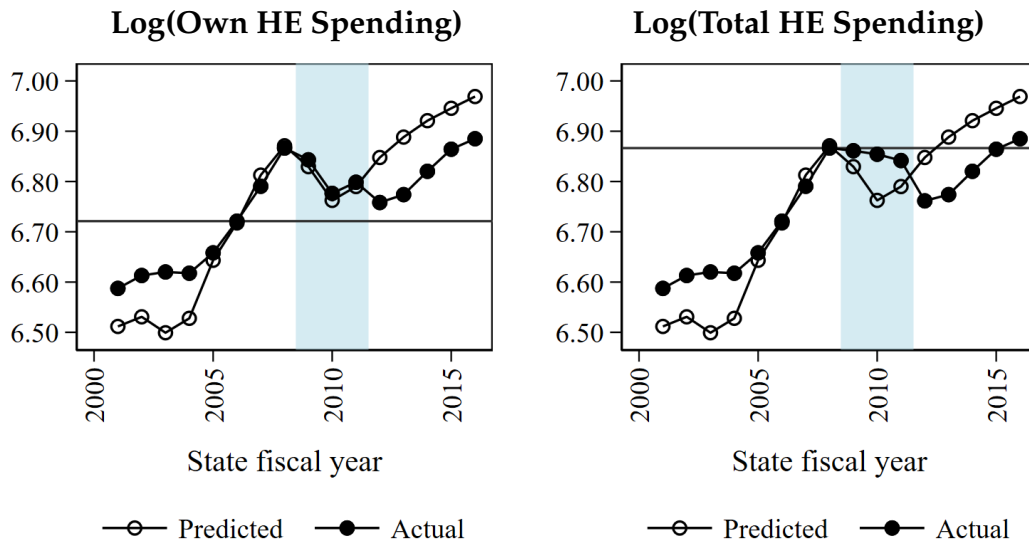 Log(Own HE Spending)
7.00
6.90
6.80
6.70
6.60
6.50
2000
2005
2010
2015
State fiscal year
Predicted
Actual
Log(Total HE Spending)
7.00
6.90
6.80
6.70
6.60
6.50
2000
2005
2010
2015
State fiscal year
Predicted
Actual